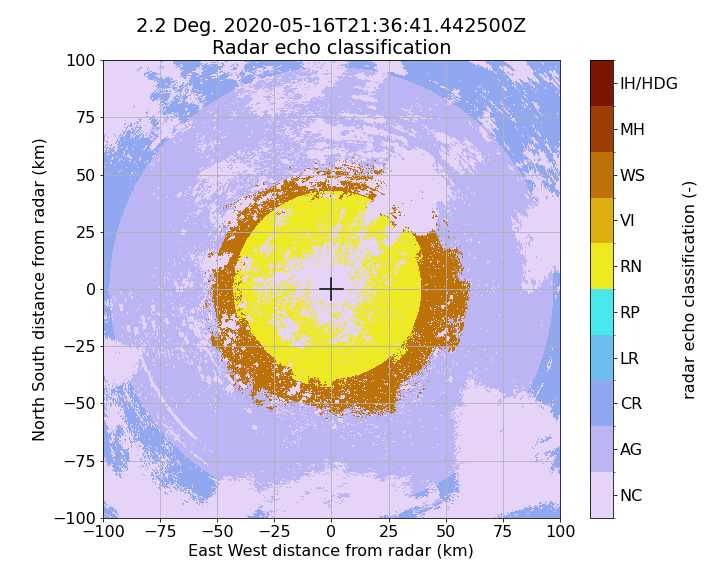 2.2 Deg. 2020-05-16T21:36:41.442500Z
Radar echo classification
100
75
50
25
0
−25
−50
−75
−100
North South distance from radar (km)
−100 −75 −50 −25 0 25 50 75 100
East West distance from radar (km)
IH/HDG
MH
WS
VI
RN
RP
LR
CR
AG
NC
radar echo classification (-)